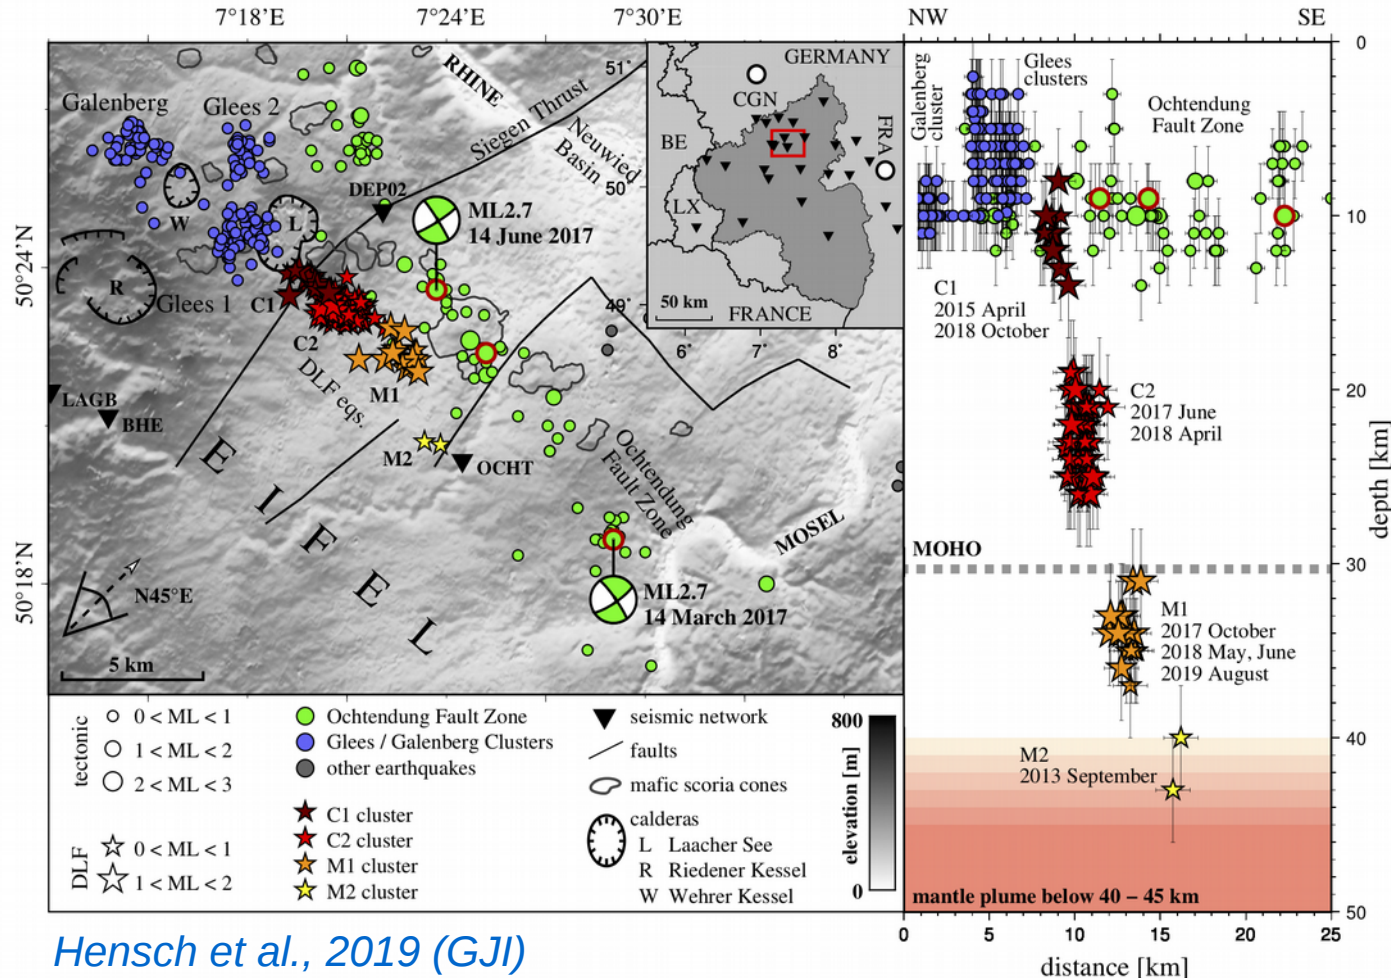 7°18'E
7°24'E
7°30'E
NW
SE
50°24'N
50°18'N
Galenberg
Glees 2
RHINE
Siegen Thrust
Neuwied
Basin
DEP02
W
L
R
Glees 1
C1
C2
DLF eqs.
M1
M2
ML2.7
14 June 2017
LAGB
BHE
OCHT
E I F E L
Ochtendung
Fault Zone
MOSEL
ML2.7
14 March 2017
N45°E
5 km
GERMANY
CGN
BE
FRA
LX
FRANCE
50 km
51°
50°
49°
6°
7°
8°
Galenberg
cluster
Glees
clusters
Ochtendung
Fault Zone
C1
2015 April
2018 October
C2
2017 June
2018 April
MOHO
M1
2017 October
2018 May, June
2019 August
M2
2013 September
mantle plume below 40 – 45 km
0
10
20
30
40
50
depth [km]
0
5
10
15
20
25
distance [km]
tectonic
0 < ML < 1
1 < ML < 2
2 < ML < 3
DLF
0 < ML < 1
1 < ML < 2
Ochtendung Fault Zone
Glees / Galenberg Clusters
other earthquakes
C1 cluster
C2 cluster
M1 cluster
M2 cluster
seismic network
faults
mafic scoria cones
calderas
L Laacher See
R Riedener Kessel
W Wehrer Kessel
800
elevation [m]
0
Hensch et al., 2019 (GJI)